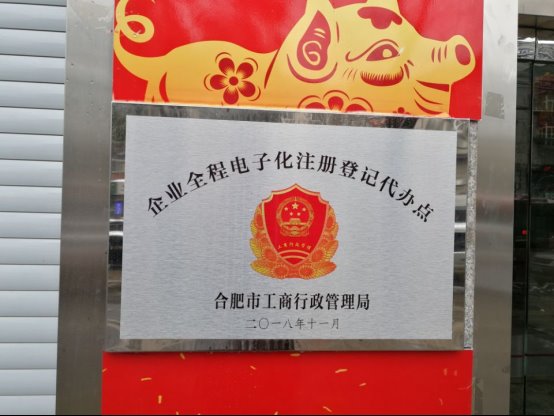 企业全程电子化注册登记代办点
合肥市工商行政管理局
二〇一八年十一月